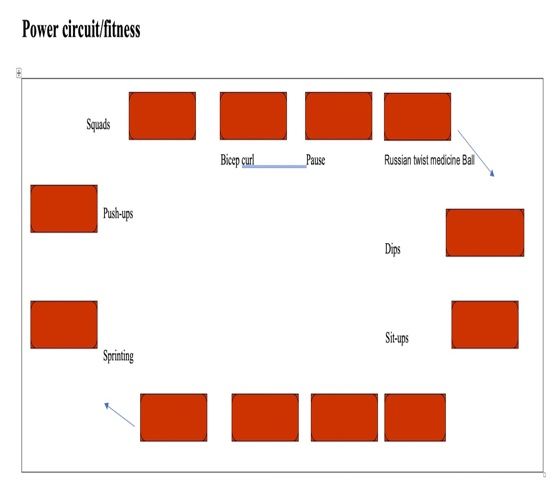 Power circuit/fitness
Squads
Bicep curl
Pause
Russian twist medicine Ball
Push-ups
Dips
Sit-ups
Sprinting